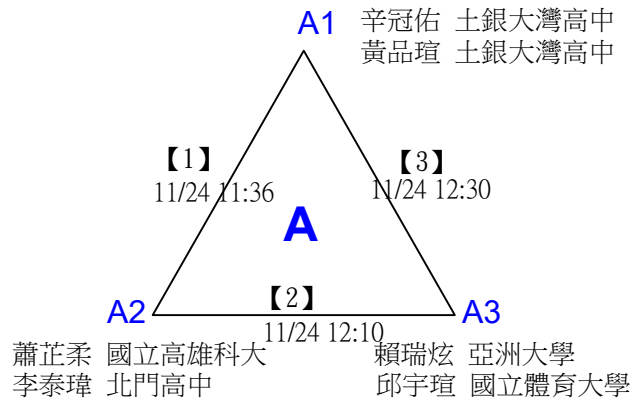 A1 辛冠佑 土銀大灣高中
黃品瑄 土銀大灣高中
【1】
11/24 11:36
【3】
11/24 12:30
A
【2】
11/24 12:10
A2
A3
蕭芷柔 國立高雄科大
李泰瑋 北門高中
賴瑞炫 亞洲大學
邱宇瑄 國立體育大學